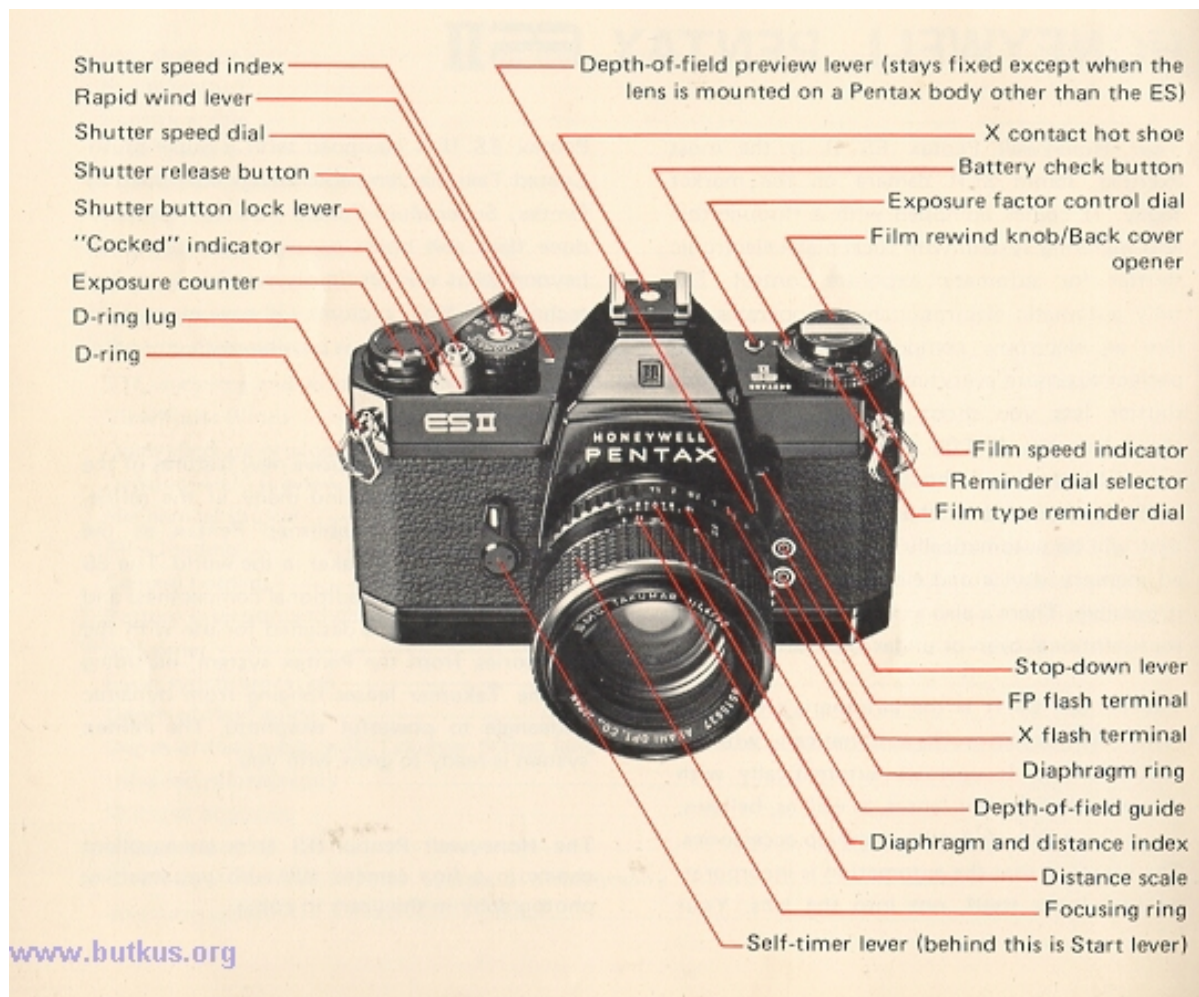 Shutter speed index
Rapid wind lever
Shutter speed dial
Shutter release button
Shutter button lock lever
"Cocked" indicator
Exposure counter
D-ring lug
D-ring
Depth-of-field preview lever (stays fixed except when the
lens is mounted on a Pentax body other than the ES)
X contact hot shoe
Battery check button
Exposure factor control dial
Film rewind knob/Back cover
opener
ES II
HONEYWELL
PENTAX
Film speed indicator
Reminder dial selector
Film type reminder dial
Stop-down lever
FP flash terminal
X flash terminal
Diaphragm ring
Depth-of-field guide
Diaphragm and distance index
Distance scale
Focusing ring
Self-timer lever (behind this is Start lever)
TAKUMAR
ASAHI OPT. CO.
www.butkus.org